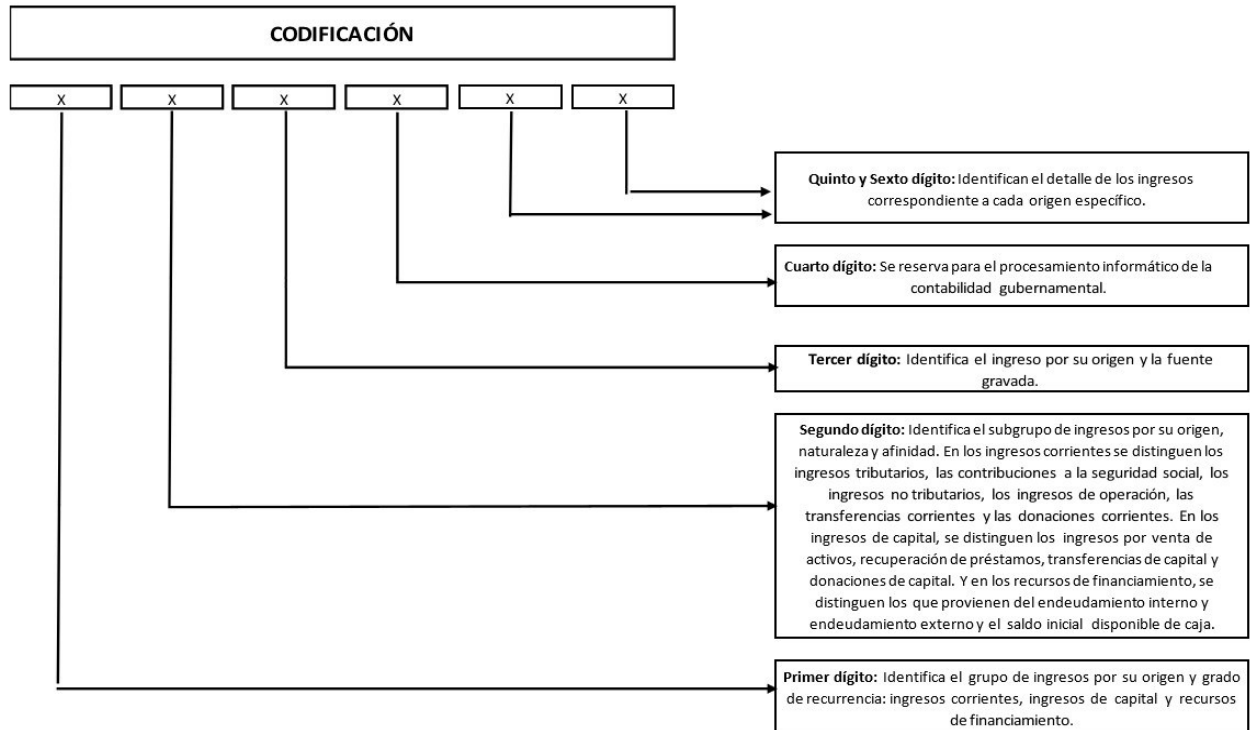 CODIFICACIÓN
X X X X X X
Quinto y Sexto dígito: Identifican el detalle de los ingresos
correspondiente a cada origen específico.
Cuarto dígito: Se reserva para el procesamiento informático de la
contabilidad gubernamental.
Tercer dígito: Identifica el ingreso por su origen y la fuente
gravada.
Segundo dígito: Identifica el subgrupo de ingresos por su origen,
naturaleza y afinidad. En los ingresos corrientes se distinguen los
ingresos tributarios, las contribuciones a la seguridad social, los
ingresos no tributarios, los ingresos de operación, las
transferencias corrientes y las donaciones corrientes. En los
ingresos de capital, se distinguen los ingresos por venta de
activos, recuperación de préstamos, transferencias de capital y
donaciones de capital. Y en los recursos de financiamiento, se
distinguen los que provienen del endeudamiento interno y
endeudamiento externo y el saldo inicial disponible de caja.
Primer dígito: Identifica el grupo de ingresos por su origen y grado
de recurrencia: ingresos corrientes, ingresos de capital y recursos
de financiamiento.